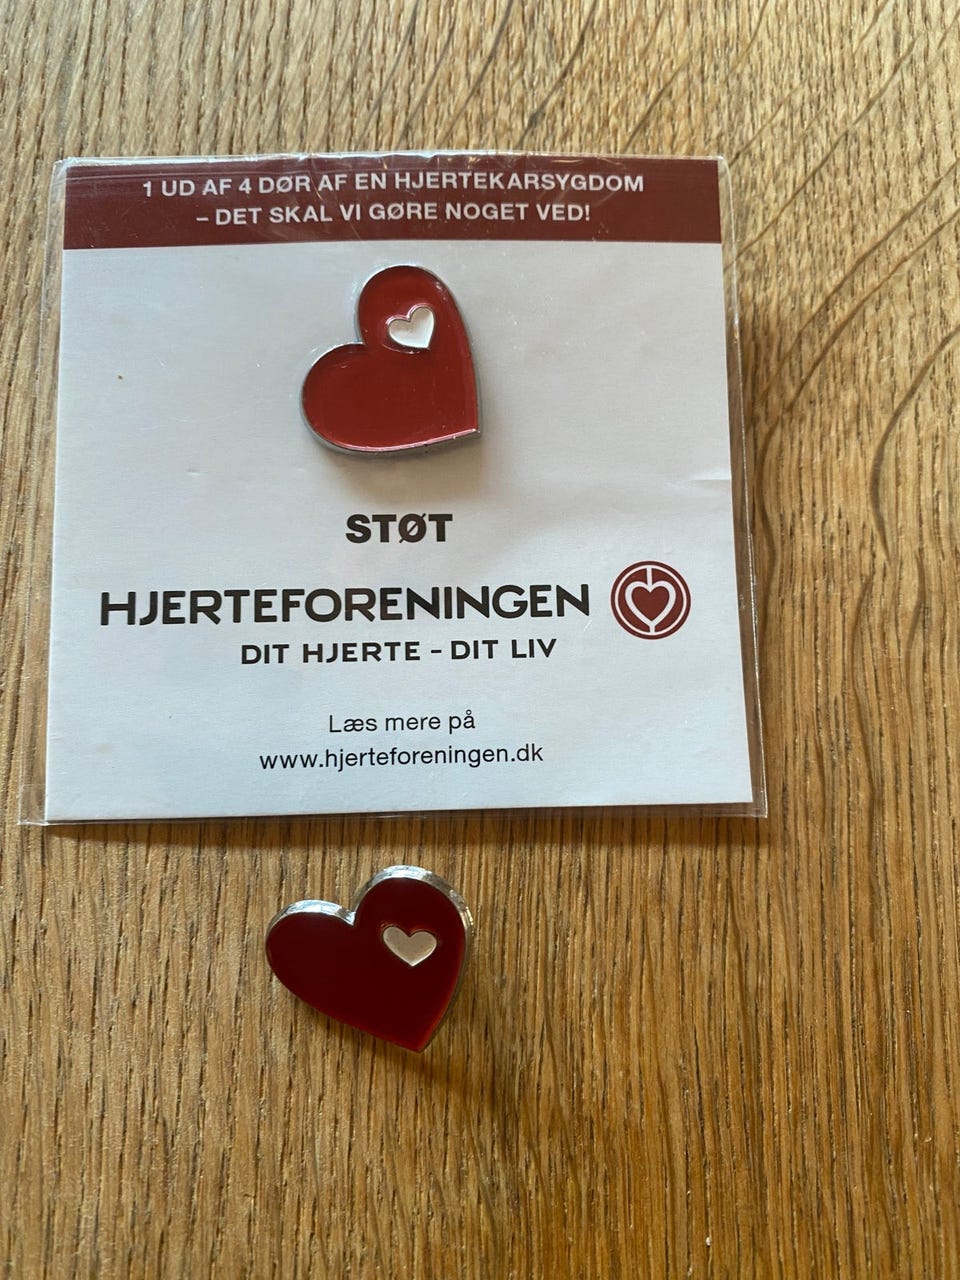 1 UD AF 4 DØR AF EN HJERTEKARSYGDOM
– DET SKAL VI GØRE NOGET VED!
STØT
HJERTEFORENINGEN
DIT HJERTE – DIT LIV
Læs mere på
www.hjerteforeningen.dk